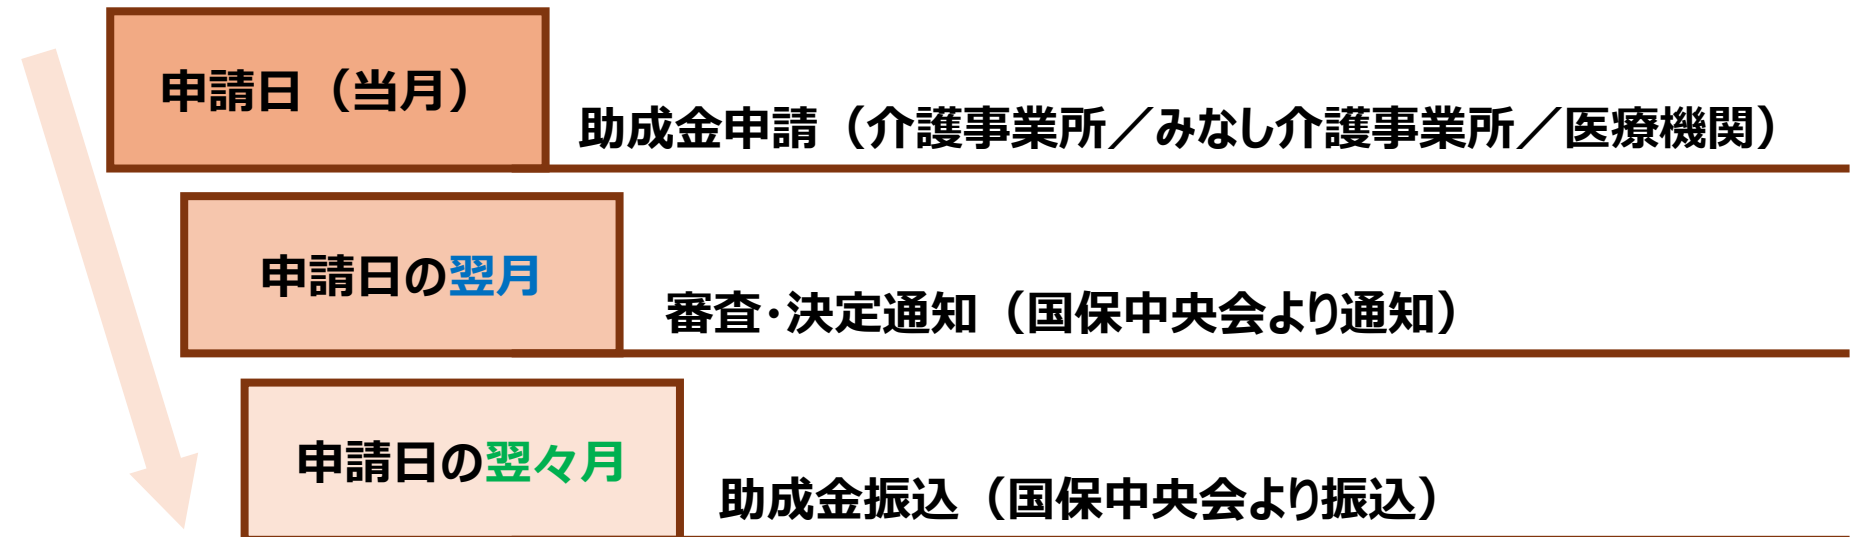 申請日（当月）
助成金申請（介護事業所／みなし介護事業所／医療機関）
申請日の翌月
審査・決定通知（国保中央会より通知）
申請日の翌々月
助成金振込（国保中央会より振込）